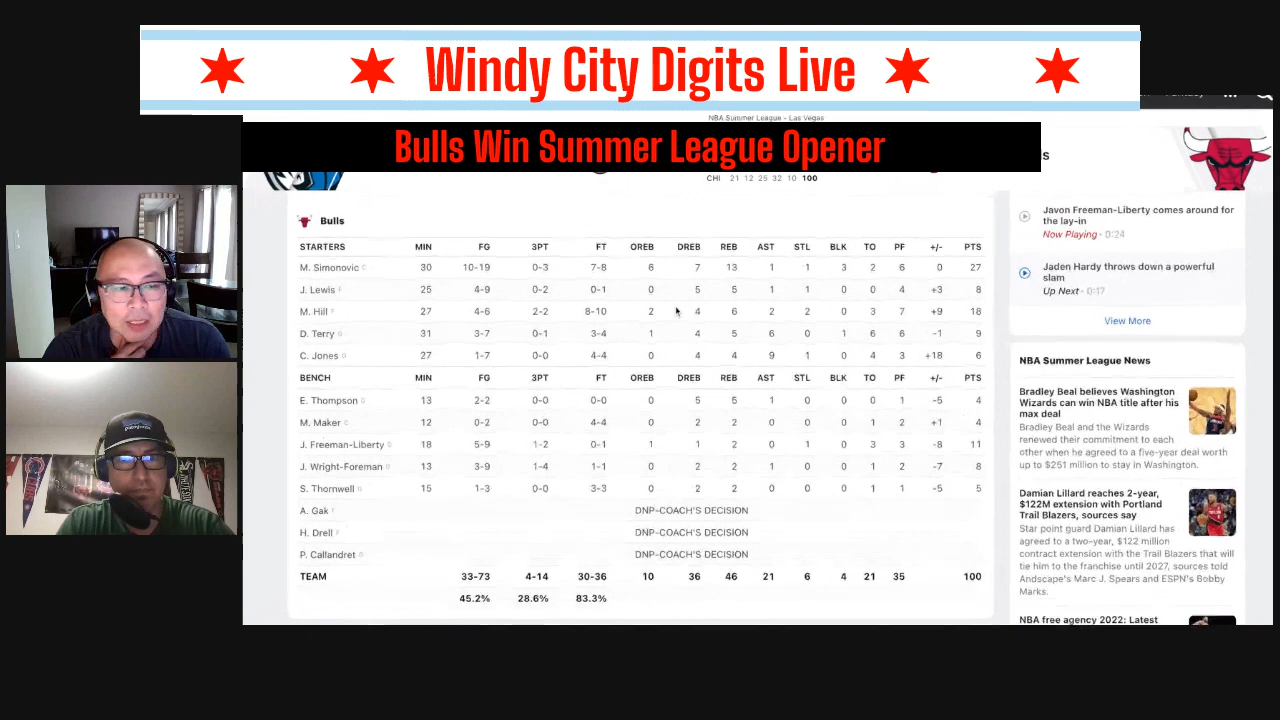 Windy City Digits Live
NBA Summer League - Las Vegas
Bulls Win Summer League Opener
CHI 21 12 25 32 10 100
Bulls
STARTERS MIN FG 3PT FT OREB DREB REB AST STL BLK TO PF +/- PTS
M. Simonovic C 30 10-19 0-3 7-8 6 7 13 1 1 3 2 6 0 27
J. Lewis F 25 4-9 0-2 0-1 0 5 5 1 1 0 0 4 +3 8
M. Hill F 27 4-6 2-2 8-10 2 4 6 2 2 0 3 7 +9 18
D. Terry G 31 3-7 0-1 3-4 1 4 5 6 0 1 6 6 -1 9
C. Jones G 27 1-7 0-0 4-4 0 4 4 9 1 0 4 3 +18 6
BENCH MIN FG 3PT FT OREB DREB REB AST STL BLK TO PF +/- PTS
E. Thompson G 13 2-2 0-0 0-0 0 5 5 1 0 0 0 1 -5 4
M. Maker C 12 0-2 0-0 4-4 0 2 2 0 0 0 1 2 +1 4
J. Freeman-Liberty G 18 5-9 1-2 0-1 1 1 2 0 1 0 3 3 -8 11
J. Wright-Foreman G 13 3-9 1-4 1-1 0 2 2 1 0 0 1 2 -7 8
S. Thornwell G 15 1-3 0-0 3-3 0 2 2 0 0 0 1 1 -5 5
A. Gak F DNP-COACH'S DECISION
H. Drell F DNP-COACH'S DECISION
P. Callandret G DNP-COACH'S DECISION
TEAM 33-73 4-14 30-36 10 36 46 21 6 4 21 35 100
45.2% 28.6% 83.3%
Javon Freeman-Liberty comes around for
the lay-in
Now Playing - 0:24
Jaden Hardy throws down a powerful
slam
Up Next - 0:17
View More
NBA Summer League News
Bradley Beal believes Washington
Wizards can win NBA title after his
max deal
Bradley Beal and the Wizards
renewed their commitment to each
other when he agreed to a five-year deal worth
up to $251 million to stay in Washington.
Damian Lillard reaches 2-year,
$122M extension with Portland
Trail Blazers, sources say
Star point guard Damian Lillard has
agreed to a two-year, $122 million
contract extension with the Trail Blazers that will
tie him to the franchise until 2027, sources told
Andscape's Marc J. Spears and ESPN's Bobby
Marks.
NBA free agency 2022: Latest